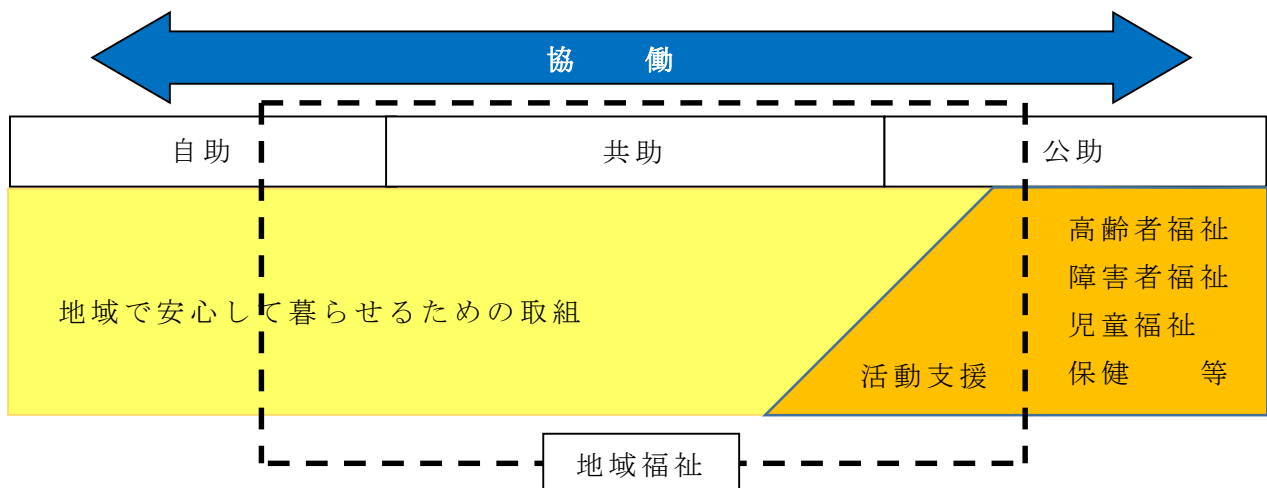 協　働
自助
共助
公助
地域で安心して暮らせるための取組
活動支援
高齢者福祉
障害者福祉
児童福祉
保健　等
地域福祉